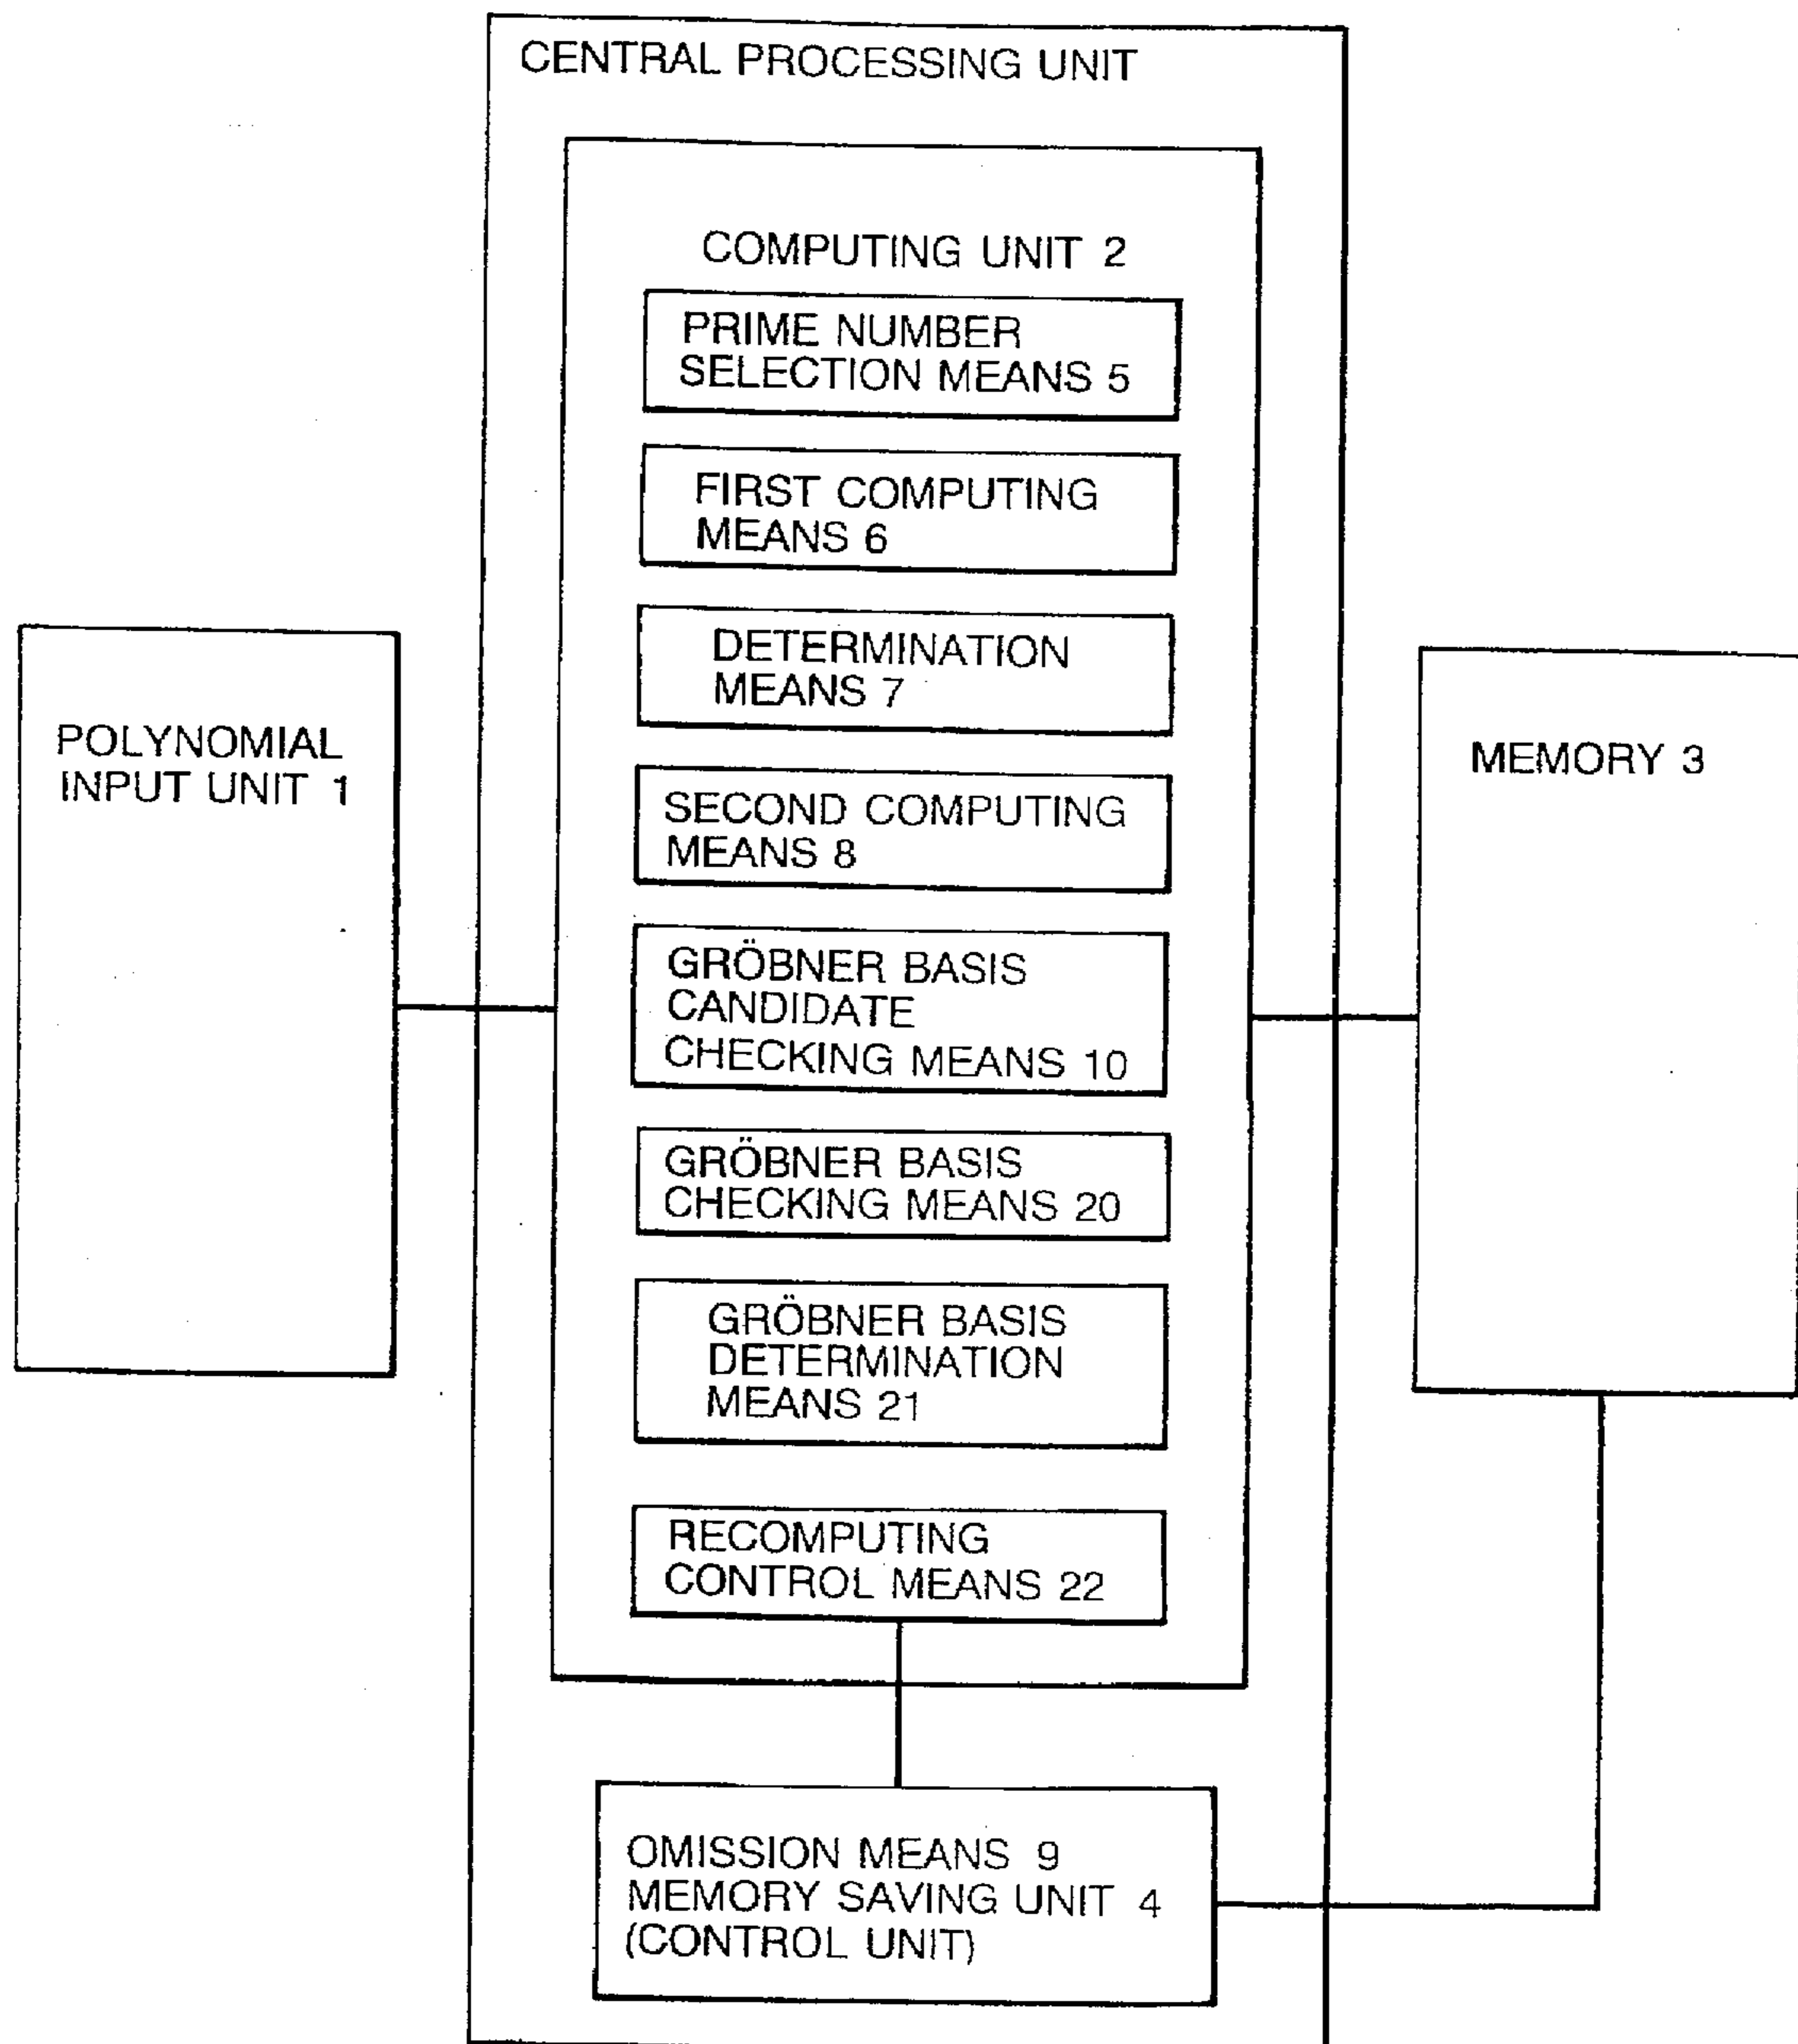 CENTRAL PROCESSING UNIT
COMPUTING UNIT 2
PRIME NUMBER
SELECTION MEANS 5
FIRST COMPUTING
MEANS 6
DETERMINATION
MEANS 7
SECOND COMPUTING
MEANS 8
GRÖBNER BASIS
CANDIDATE
CHECKING MEANS 10
GRÖBNER BASIS
CHECKING MEANS 20
GRÖBNER BASIS
DETERMINATION
MEANS 21
RECOMPUTING
CONTROL MEANS 22
POLYNOMIAL
INPUT UNIT 1
MEMORY 3
OMISSION MEANS 9
MEMORY SAVING UNIT 4
(CONTROL UNIT)